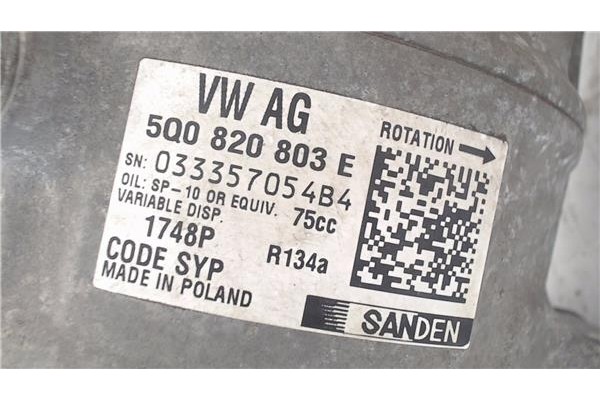 VW AG
5Q0 820 803 E
ROTATION
SN: 033357054B4
OIL: SP-10 OR EQUIV. 75cc
VARIABLE DISP.
1748P R134a
CODE SYP
MADE IN POLAND
SANDEN